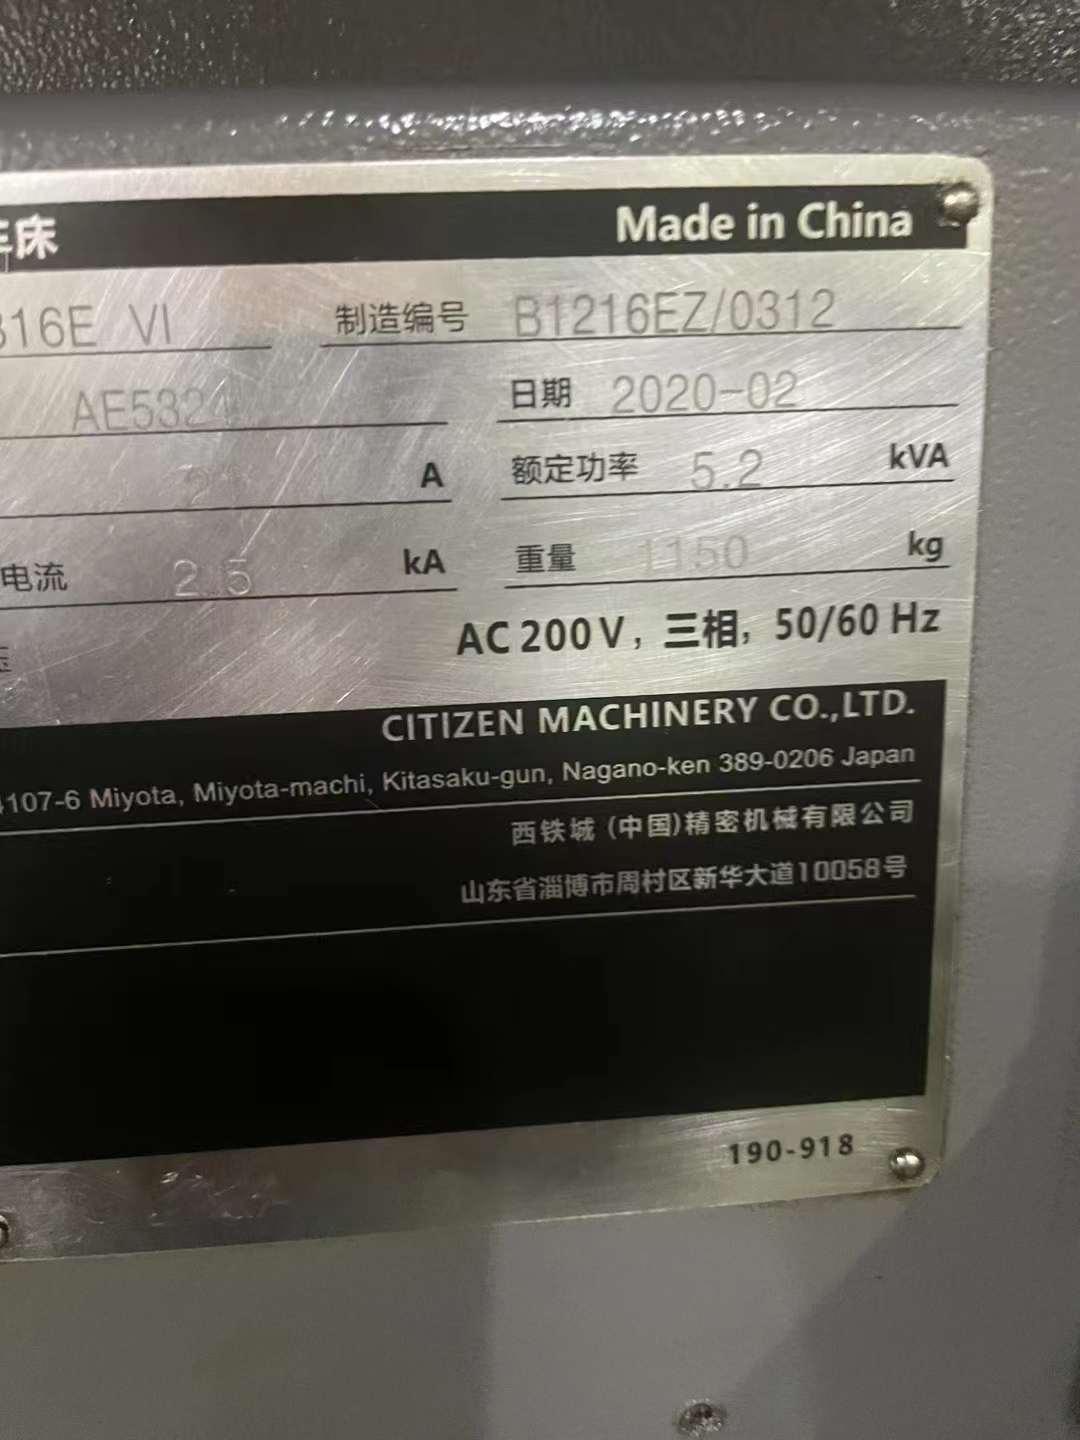 床 Made in China
316E VI 制造编号 B1216EZ/0312
AE532 日期 2020-02
A 额定功率 5.2 kVA
电流 2.5 kA 重量 1150 kg
AC 200 V，三相，50/60 Hz
CITIZEN MACHINERY CO.,LTD.
4107-6 Miyota, Miyota-machi, Kitasaku-gun, Nagano-ken 389-0206 Japan
西铁城 (中国)精密机械有限公司
山东省淄博市周村区新华大道10058号
190-918